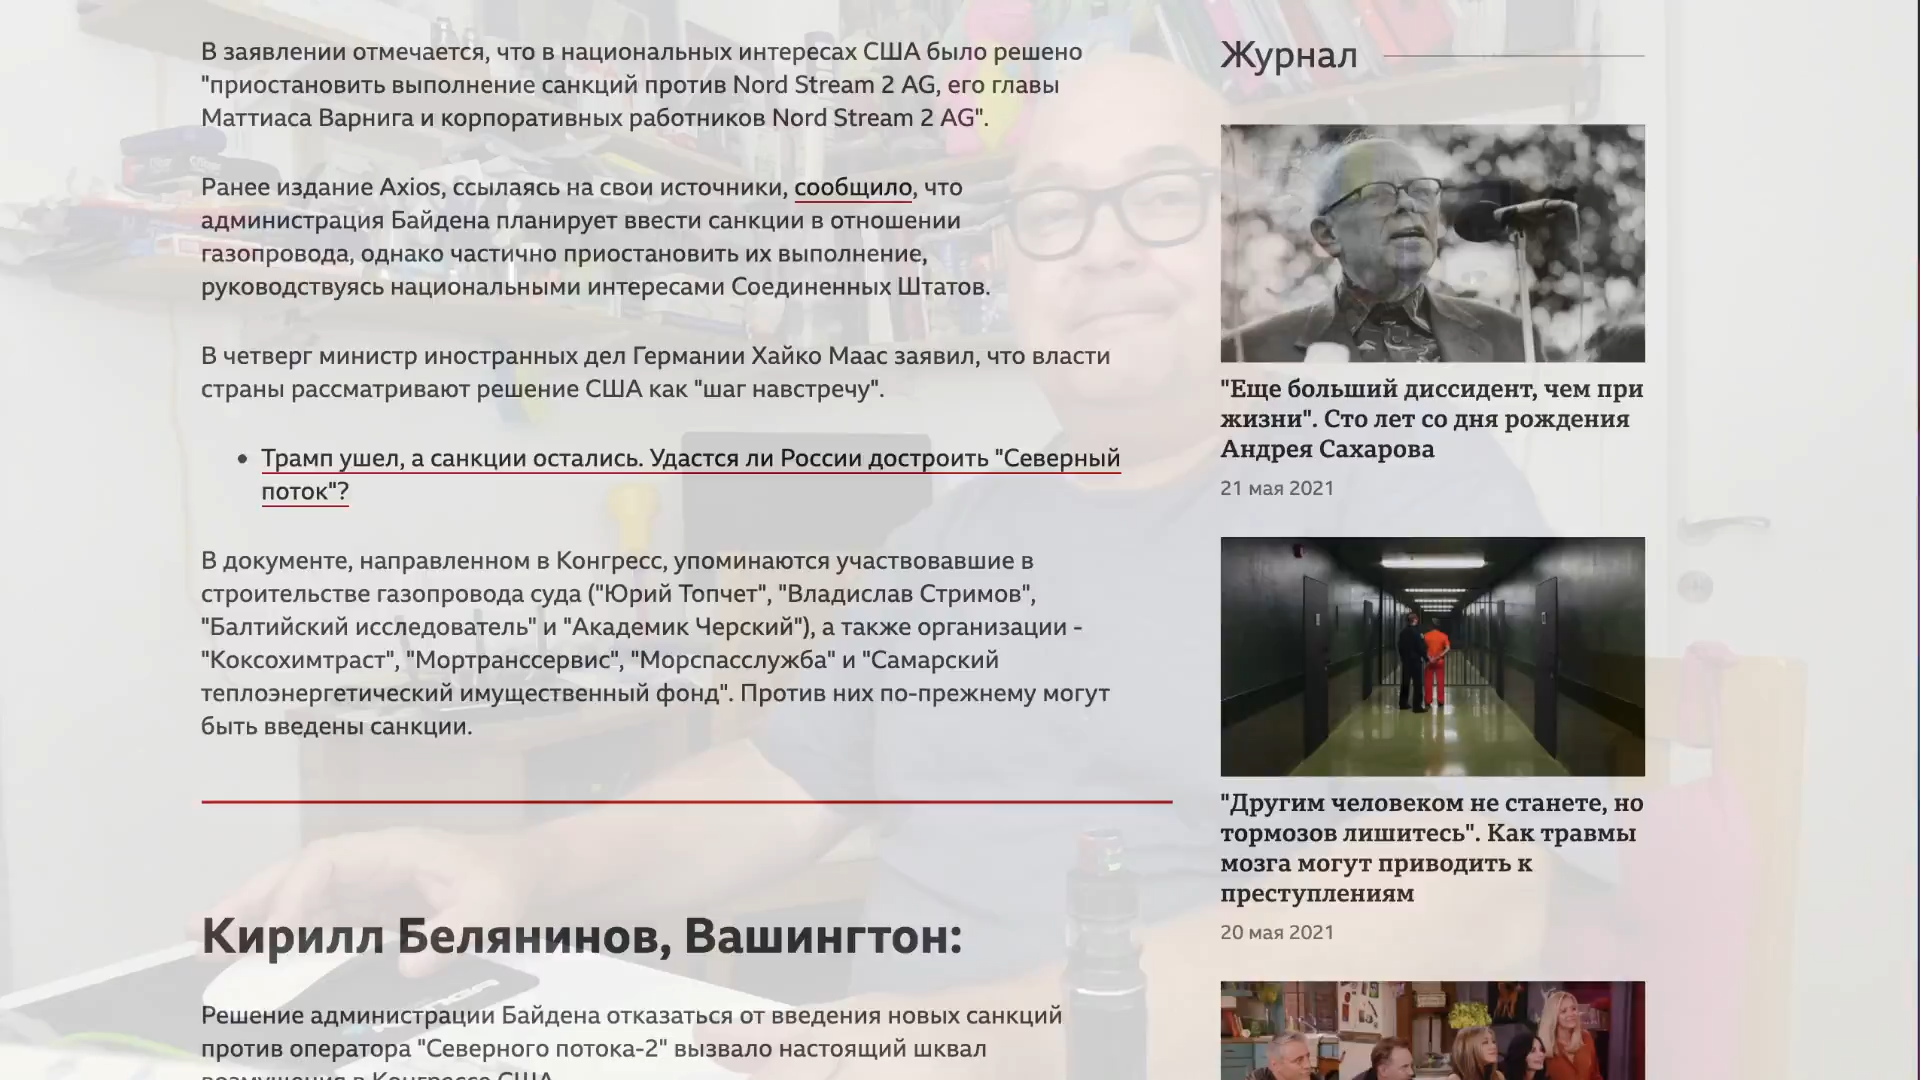 В заявлении отмечается, что в национальных интересах США было решено
"приостановить выполнение санкций против Nord Stream 2 AG, его главы
Маттиаса Варнига и корпоративных работников Nord Stream 2 AG".
Ранее издание Axios, ссылаясь на свои источники, сообщило, что
администрация Байдена планирует ввести санкции в отношении
газопровода, однако частично приостановить их выполнение,
руководствуясь национальными интересами Соединенных Штатов.
В четверг министр иностранных дел Германии Хайко Маас заявил, что власти
страны рассматривают решение США как "шаг навстречу".
• Трамп ушел, а санкции остались. Удастся ли России достроить "Северный
поток"?
В документе, направленном в Конгресс, упоминаются участвовавшие в
строительстве газопровода суда ("Юрий Топчет", "Владислав Стримов",
"Балтийский исследователь" и "Академик Черский"), а также организации -
"Коксохимтраст", "Мортранссервис", "Морспасслужба" и "Самарский
теплоэнергетический имущественный фонд". Против них по-прежнему могут
быть введены санкции.
Кирилл Белянинов, Вашингтон:
Решение администрации Байдена отказаться от введения новых санкций
против оператора "Северного потока-2" вызвало настоящий шквал
возмущения в Конгрессе США.
Журнал
"Еще больший диссидент, чем при
жизни". Сто лет со дня рождения
Андрея Сахарова
21 мая 2021
"Другим человеком не станете, но
тормозов лишитесь". Как травмы
мозга могут приводить к
преступлениям
20 мая 2021